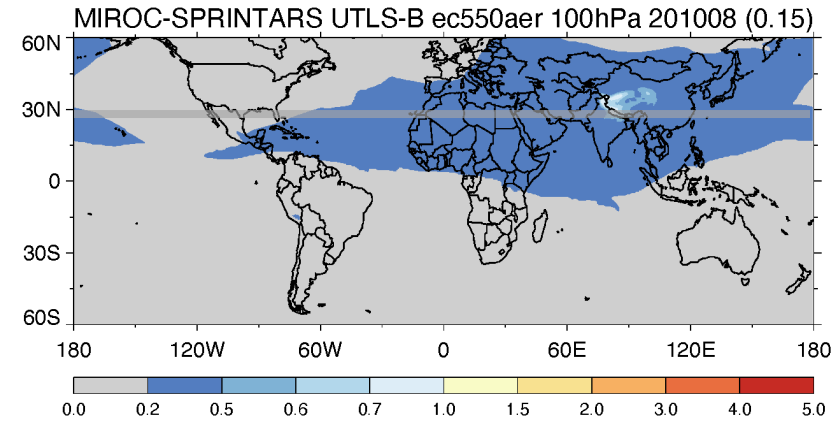 MIROC-SPRINTARS UTLS-B ec550aer 100hPa 201008 (0.15)
60N
30N
0
30S
60S
180 120W 60W 0 60E 120E 180
0.0 0.2 0.5 0.6 0.7 1.0 1.5 2.0 3.0 4.0 5.0